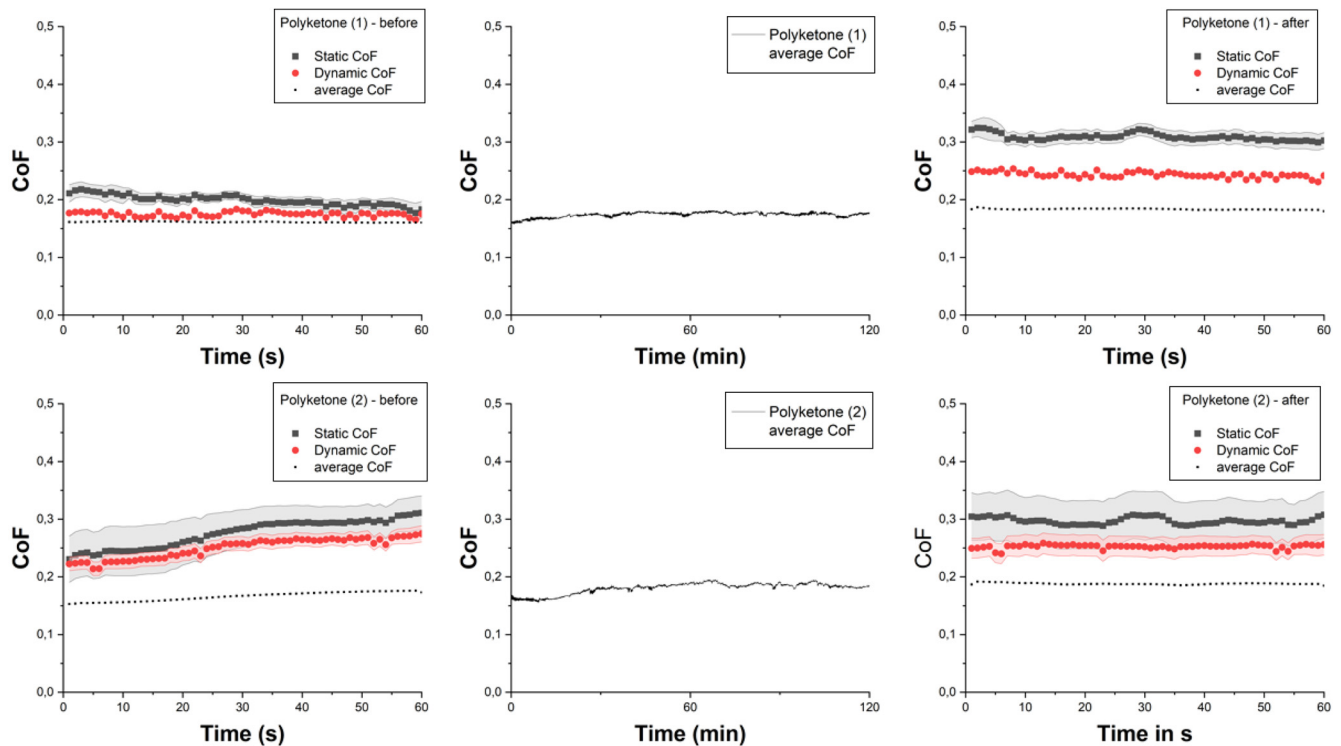 Polyketone (1) - before
Static CoF
Dynamic CoF
average CoF
0,5
0,4
0,3
0,2
0,1
0,0
CoF
0 10 20 30 40 50 60
Time (s)
Polyketone (1)
average CoF
0,5
0,4
0,3
0,2
0,1
0,0
CoF
0 60 120
Time (min)
Polyketone (1) - after
Static CoF
Dynamic CoF
average CoF
0,5
0,4
0,3
0,2
0,1
0,0
CoF
0 10 20 30 40 50 60
Time (s)
Polyketone (2) - before
Static CoF
Dynamic CoF
average CoF
0,5
0,4
0,3
0,2
0,1
0,0
CoF
0 10 20 30 40 50 60
Time (s)
Polyketone (2)
average CoF
0,5
0,4
0,3
0,2
0,1
0,0
CoF
0 60 120
Time (min)
Polyketone (2) - after
Static CoF
Dynamic CoF
average CoF
0,5
0,4
0,3
0,2
0,1
0,0
CoF
0 10 20 30 40 50 60
Time in s